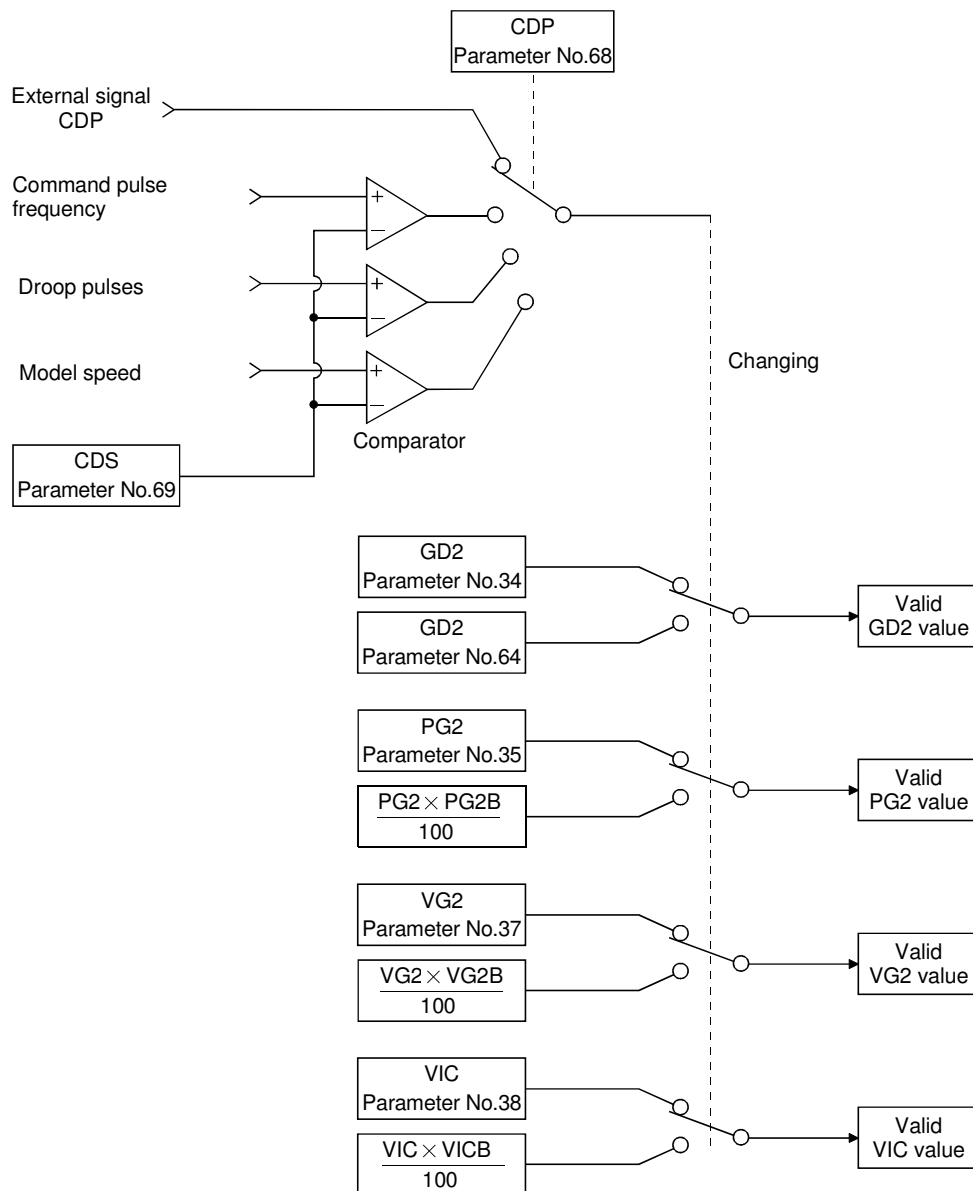 CDP
Parameter No.68
External signal
CDP
Command pulse
frequency
+
−
Droop pulses
+
−
Model speed
+
−
Changing
Comparator
CDS
Parameter No.69
GD2
Parameter No.34
GD2
Parameter No.64
Valid
GD2 value
PG2
Parameter No.35
PG2 × PG2B
100
Valid
PG2 value
VG2
Parameter No.37
VG2 × VG2B
100
Valid
VG2 value
VIC
Parameter No.38
VIC × VICB
100
Valid
VIC value